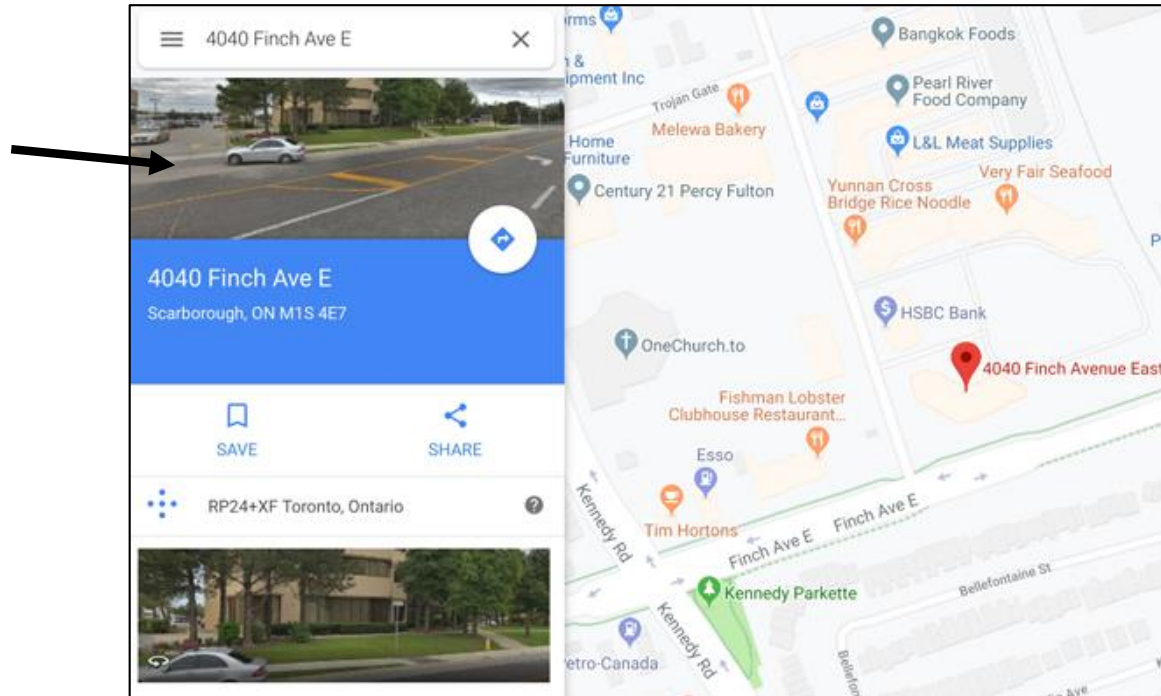 4040 Finch Ave E
4040 Finch Ave E
Scarborough, ON M1S 4E7
SAVE
SHARE
RP24+XF Toronto, Ontario
Bangkok Foods
Pearl River
Food Company
Trojan Gate
Melewa Bakery
L&L Meat Supplies
Home
Furniture
Century 21 Percy Fulton
Very Fair Seafood
Yunnan Cross
Bridge Rice Noodle
HSBC Bank
OneChurch.to
4040 Finch Avenue East
Fishman Lobster
Clubhouse Restaurant...
Esso
Kennedy Rd
Tim Hortons
Finch Ave E
Finch Ave E
Kennedy Parkette
Bellefontaine St
Kennedy Rd
etro-Canada
Bellefon
Ave